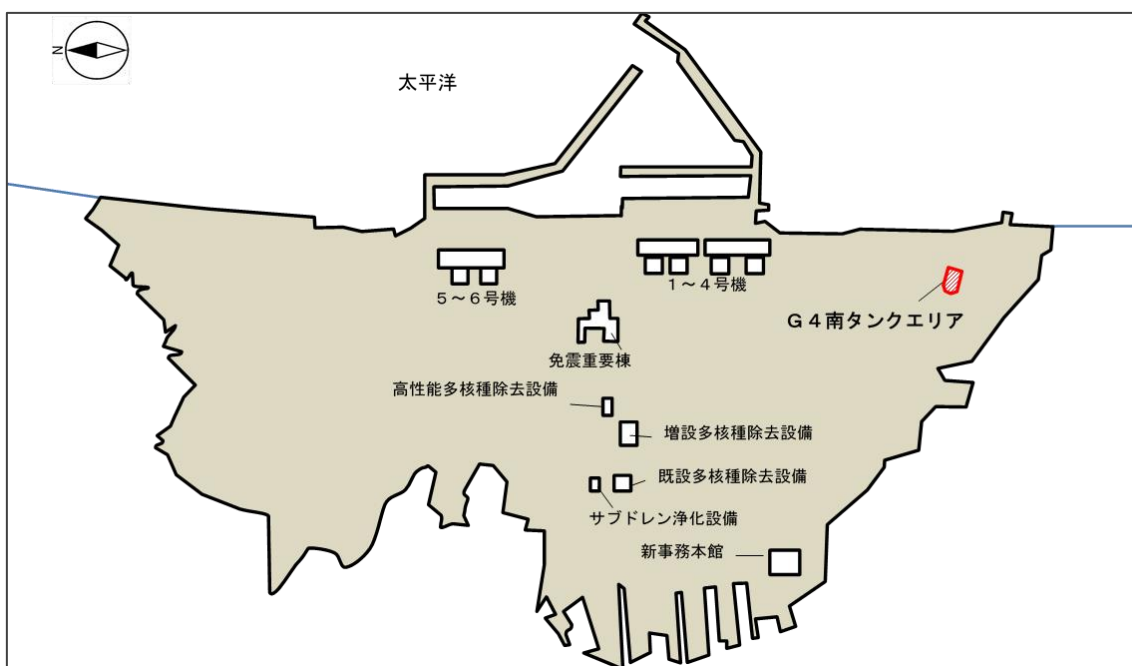 N
太平洋
5～6号機
1～4号機
G4南タンクエリア
免震重要棟
高性能多核種除去設備
増設多核種除去設備
既設多核種除去設備
サブドレン浄化設備
新事務本館